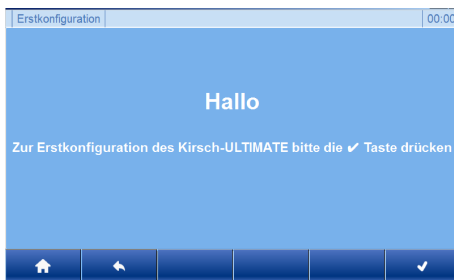 Erstkonfiguration 00:00
Hallo
Zur Erstkonfiguration des Kirsch-ULTIMATE bitte die ✔ Taste drücken